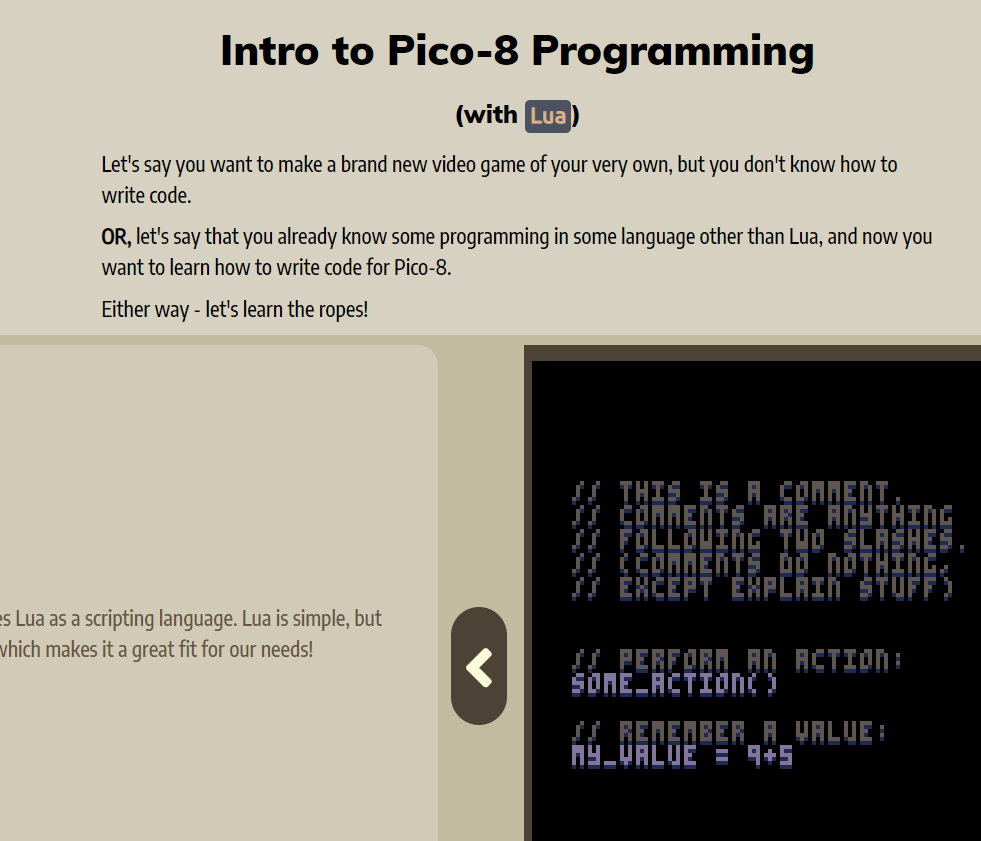 Intro to Pico-8 Programming
(with Lua)
Let's say you want to make a brand new video game of your very own, but you don't know how to
write code.
OR, let's say that you already know some programming in some language other than Lua, and now you
want to learn how to write code for Pico-8.
Either way - let's learn the ropes!
es Lua as a scripting language. Lua is simple, but
which makes it a great fit for our needs!
// THIS IS A COMMENT.
// COMMENTS ARE ANYTHING
// FOLLOWING TWO SLASHES.
// (COMMENTS DO NOTHING,
// EXCEPT EXPLAIN STUFF)
// PERFORM AN ACTION:
SOME_ACTION()
// REMEMBER A VALUE:
MY_VALUE = 9+5